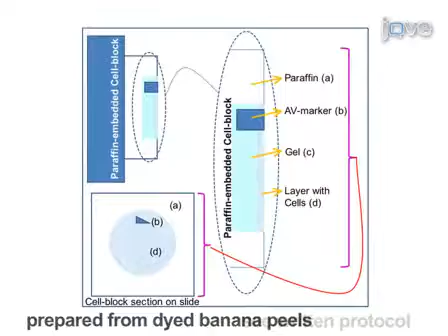 jove
Paraffin-embedded Cell-block
Paraffin-embedded Cell-block
Paraffin (a)
AV-marker (b)
Gel (c)
Layer with
Cells (d)
(a)
(b)
(d)
Cell-block section on slide
prepared from dyed banana peels
protocol